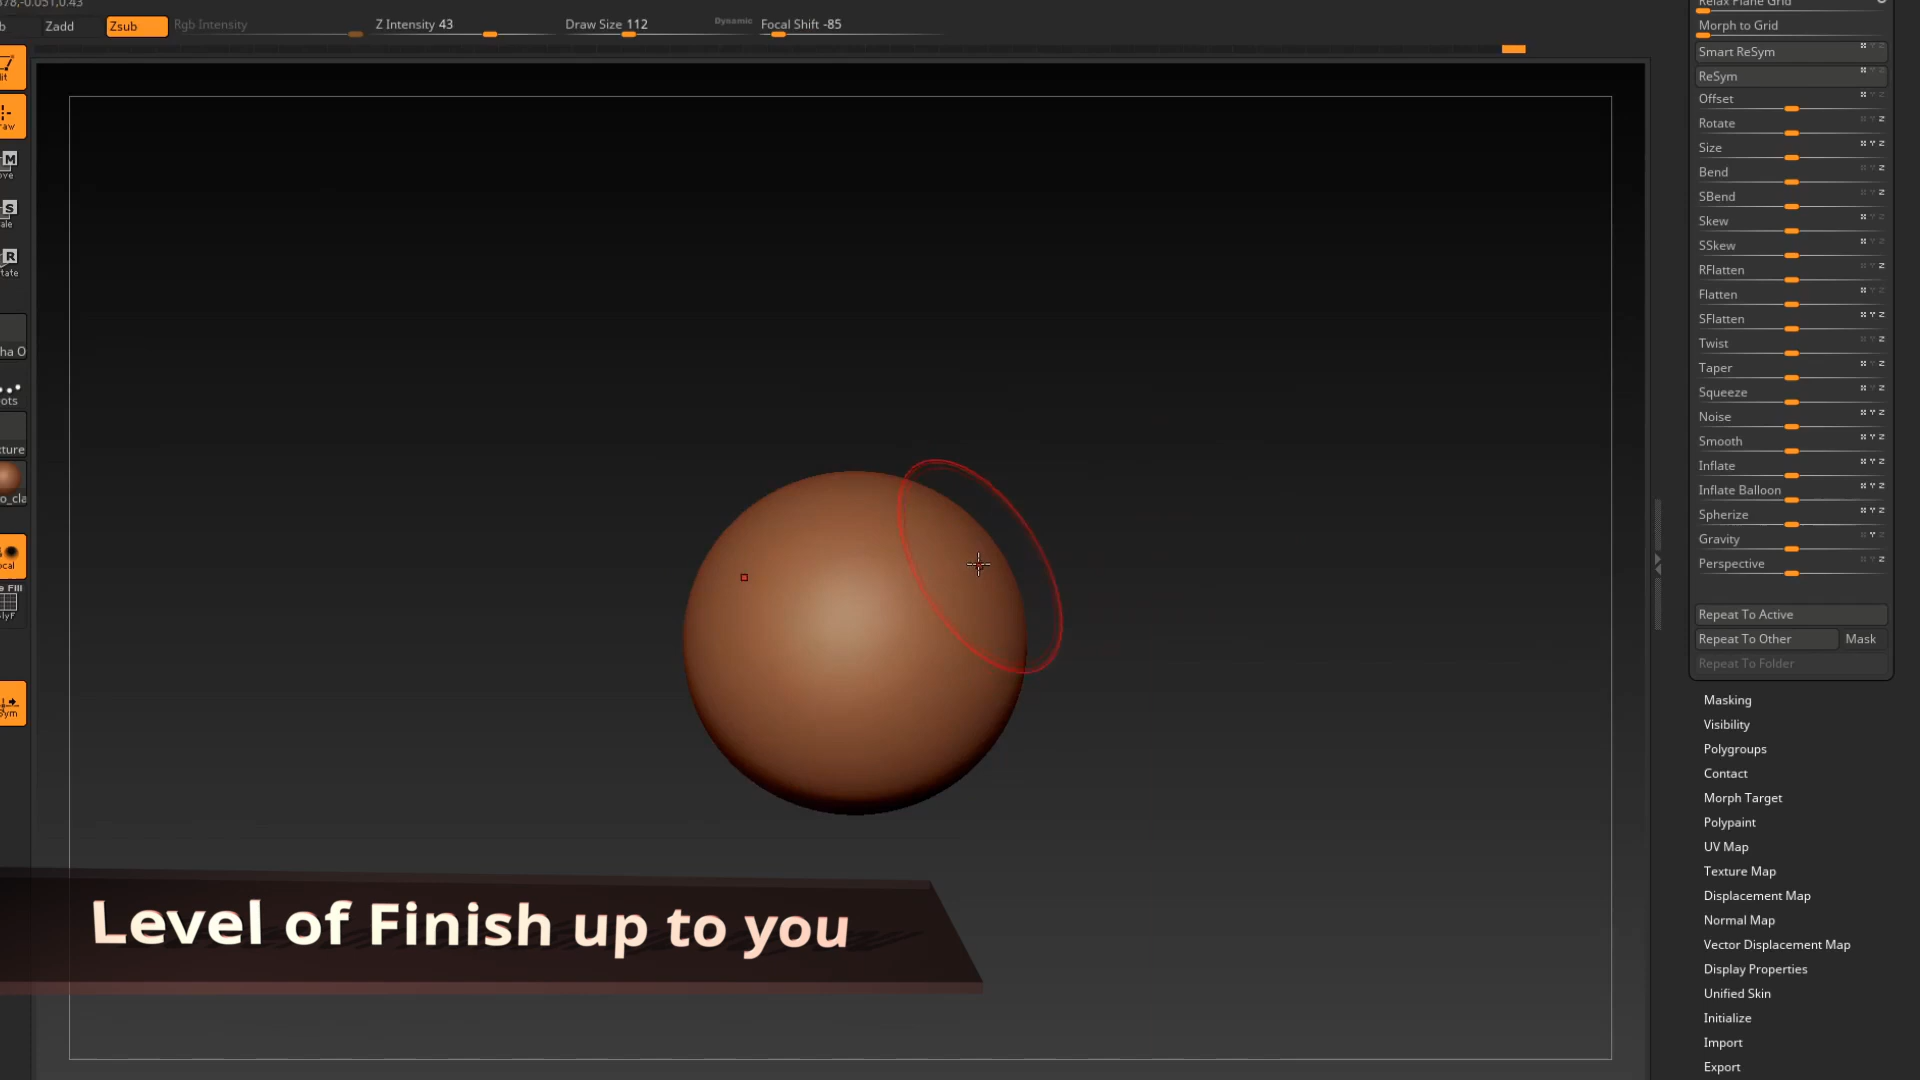 Zadd
Zsub
Rgb Intensity
Z Intensity 43
Draw Size 112
Dynamic
Focal Shift -85
Morph to Grid
Smart ReSym
ReSym
Offset
Rotate
Size
Bend
SBend
Skew
SSkew
RFlatten
Flatten
SFlatten
Twist
Taper
Squeeze
Noise
Smooth
Inflate
Inflate Balloon
Spherize
Gravity
Perspective
Repeat To Active
Repeat To Other Mask
Repeat To Folder
Masking
Visibility
Polygroups
Contact
Morph Target
Polypaint
UV Map
Texture Map
Displacement Map
Normal Map
Vector Displacement Map
Display Properties
Unified Skin
Initialize
Import
Export
Level of Finish up to you